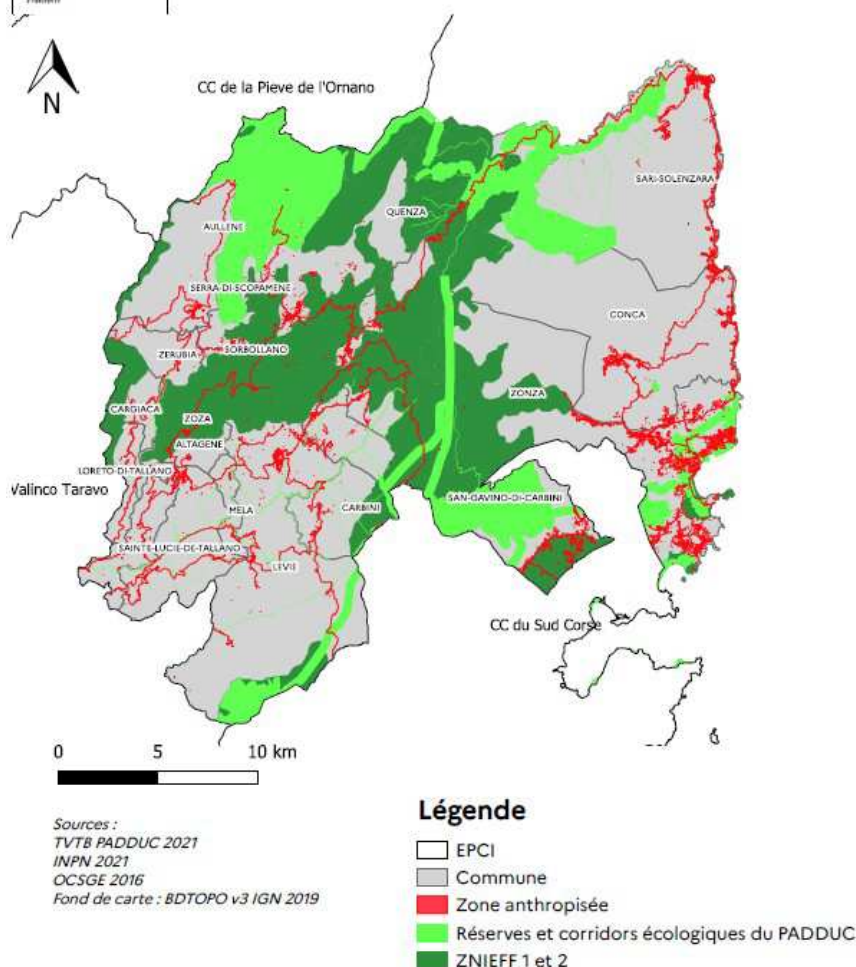 N
CC de la Pieve de l'Ornano
SARI-SOLENZARA
QUENZA
AULLENE
SERRA-DI-SCOPAMENE
CONCA
SORBOLLANO
ZERUBIA
ZONZA
CARGIACA
ZOZA
ALTAGENE
LORETO-DI-TALLANO
Valinco Taravo
SAN-GAVINO-DI-CARBINI
MELA
CARBINI
SAINTE-LUCIE-DE-TALLANO
LEVIE
CC du Sud Corse
0 5 10 km
Légende
Sources :
TVTB PADDUC 2021
INPN 2021
OCSGE 2016
Fond de carte : BDTOPO v3 IGN 2019
EPCI
Commune
Zone anthropisée
Réserves et corridors écologiques du PADDUC
ZNIEFF 1 et 2